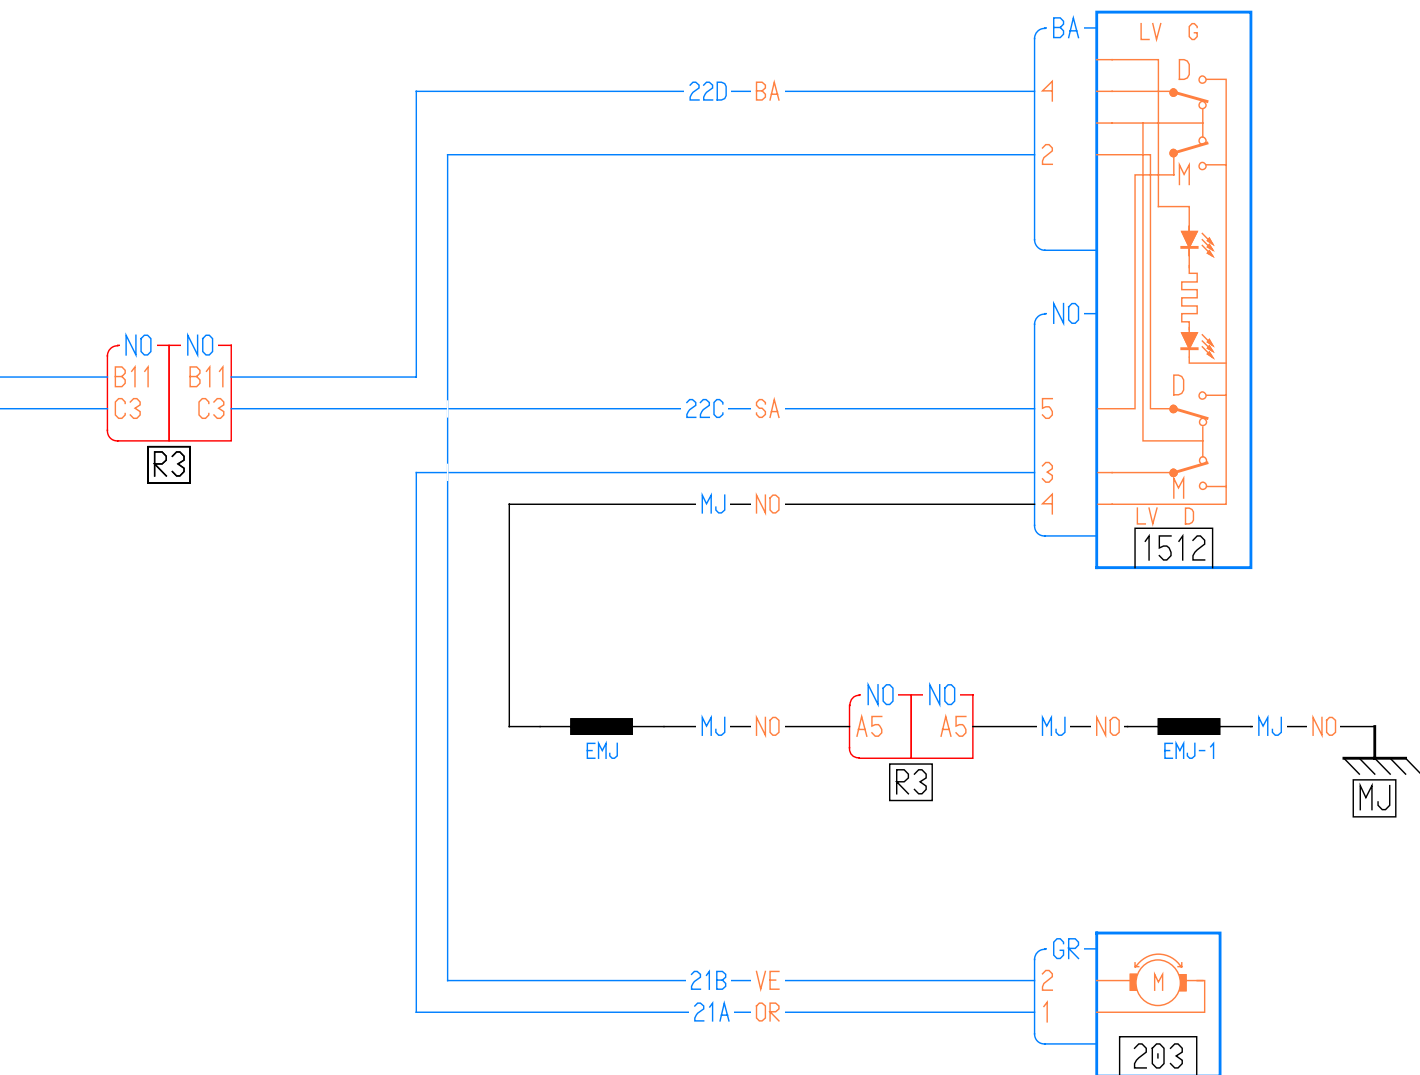 BA
LV G
D
22D BA 4
2
M
NO
NO NO
B11 B11
C3 C3
22C SA 5
D
R3
3
M
MJ NO 4
LV D
1512
NO NO
MJ NO A5 A5 MJ NO MJ NO
EMJ EMJ-1
R3
MJ
GR
21B VE 2
M
21A OR 1
203